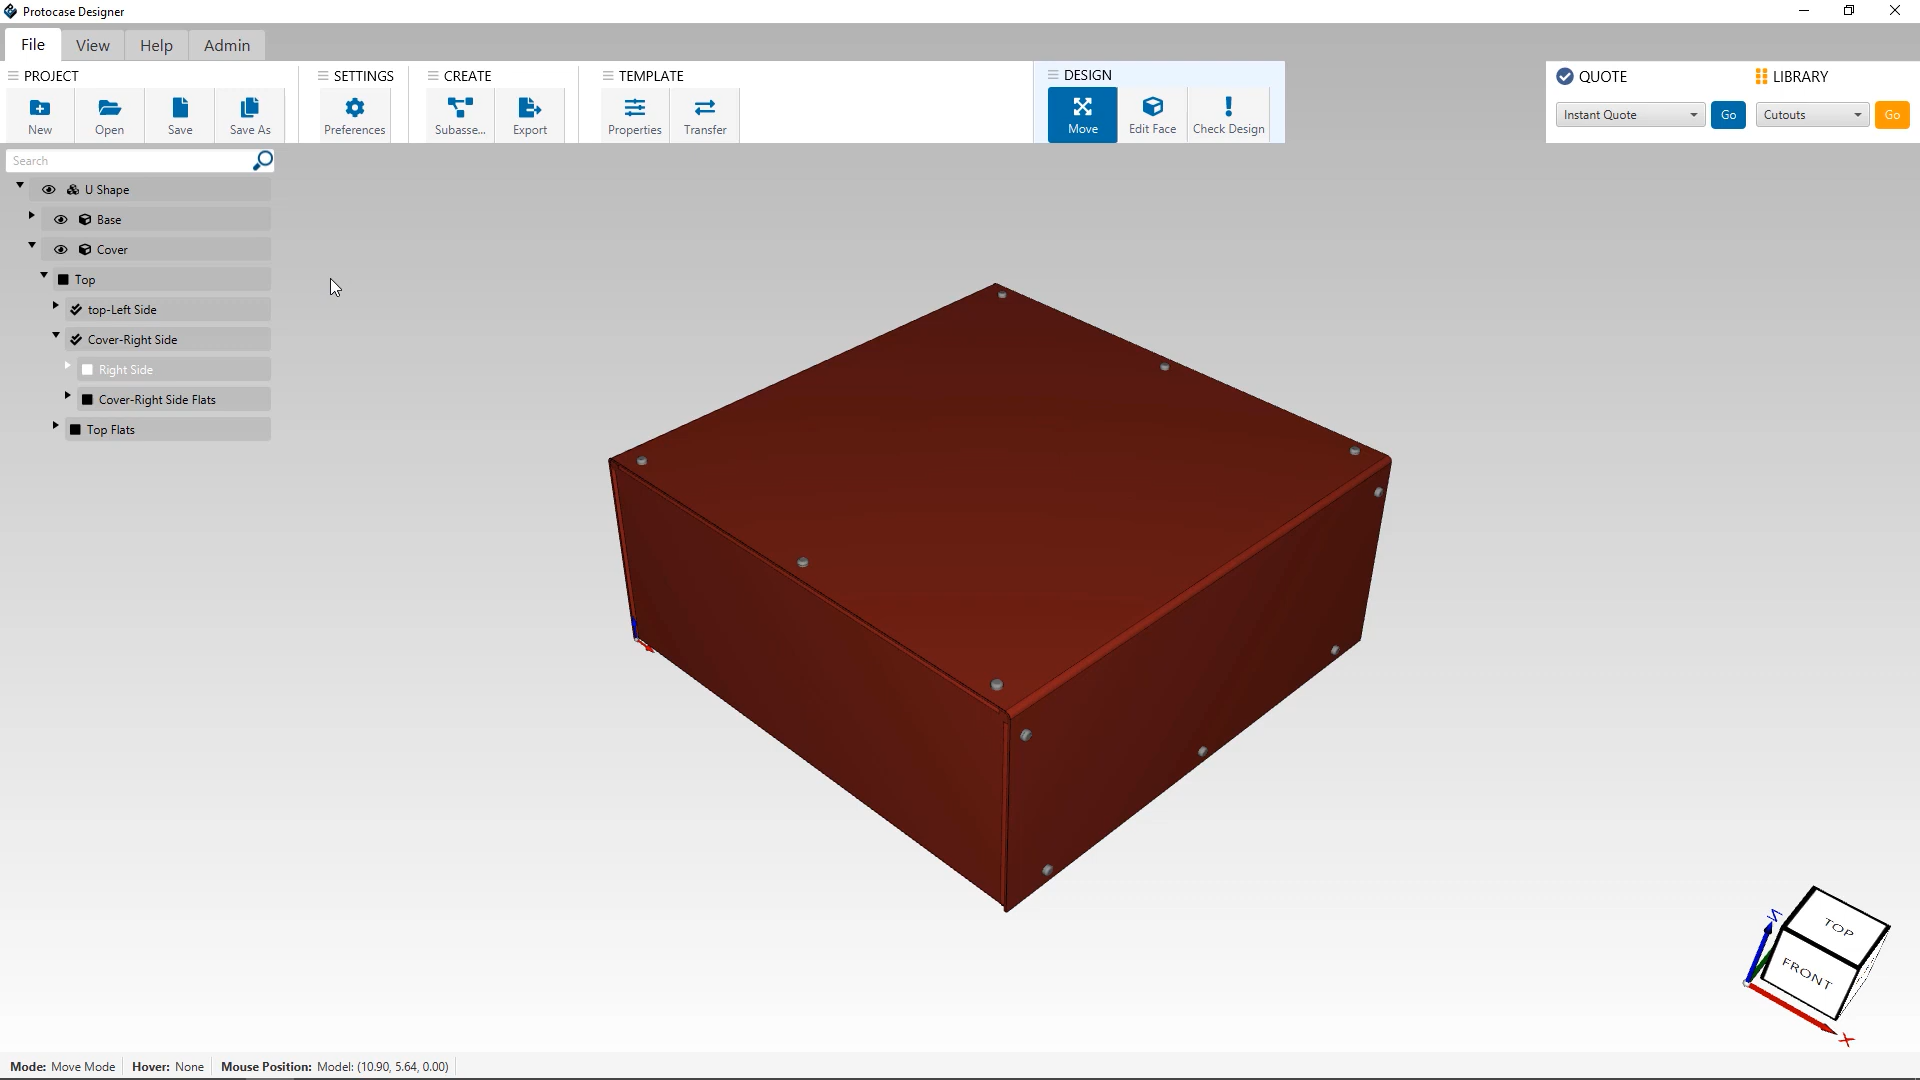 Protocase Designer
File View Help Admin
PROJECT SETTINGS CREATE TEMPLATE DESIGN QUOTE LIBRARY
New Open Save Save As Preferences Subasse... Export Properties Transfer Move Edit Face Check Design Instant Quote Go Cutouts Go
Search
U Shape
Base
Cover
Top
top-Left Side
Cover-Right Side
Right Side
Cover-Right Side Flats
Top Flats
Z
TOP
FRONT
X
Mode: Move Mode Hover: None Mouse Position: Model: (10.90, 5.64, 0.00)